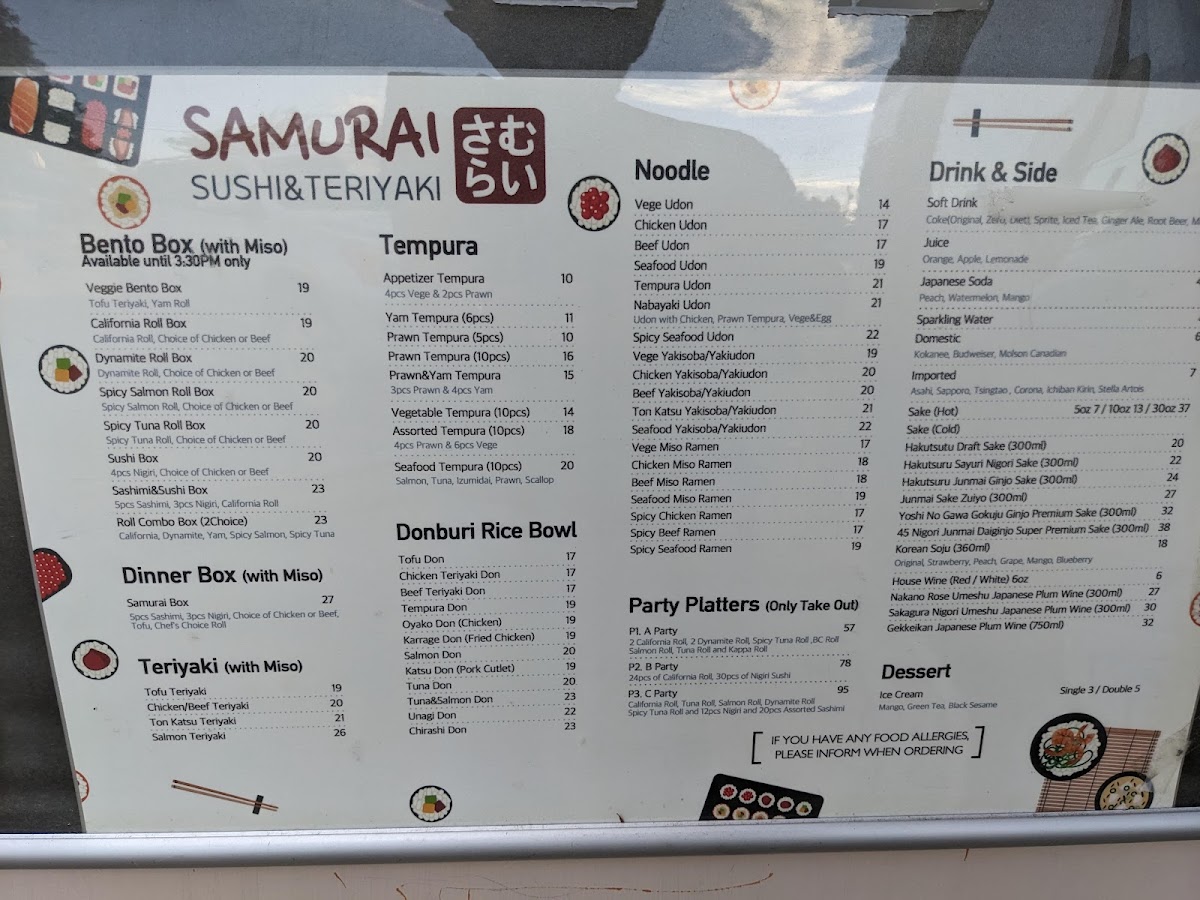 SAMURAI
SUSHI&TERIYAKI
さむ
らい
Bento Box (with Miso)
Available until 3:30PM only
Veggie Bento Box 19
Tofu Teriyaki, Yam Roll
California Roll Box 19
California Roll, Choice of Chicken or Beef
Dynamite Roll Box 20
Dynamite Roll, Choice of Chicken or Beef
Spicy Salmon Roll Box 20
Spicy Salmon Roll, Choice of Chicken or Beef
Spicy Tuna Roll Box 20
Spicy Tuna Roll, Choice of Chicken or Beef
Sushi Box 20
4pcs Nigiri, Choice of Chicken or Beef
Sashimi&Sushi Box 23
5pcs Sashimi, 3pcs Nigiri, California Roll
Roll Combo Box (2Choice) 23
California, Dynamite, Yam, Spicy Salmon, Spicy Tuna
Dinner Box (with Miso)
Samurai Box 27
5pcs Sashimi, 3pcs Nigiri, Choice of Chicken or Beef,
Tofu, Chef's Choice Roll
Teriyaki (with Miso)
Tofu Teriyaki 19
Chicken/Beef Teriyaki 20
Ton Katsu Teriyaki 21
Salmon Teriyaki 26
Tempura
Appetizer Tempura 10
4pcs Vege & 2pcs Prawn
Yam Tempura (6pcs) 11
Prawn Tempura (5pcs) 10
Prawn Tempura (10pcs) 16
Prawn&Yam Tempura 15
3pcs Prawn & 4pcs Yam
Vegetable Tempura (10pcs) 14
Assorted Tempura (10pcs) 18
4pcs Prawn & 6pcs Vege
Seafood Tempura (10pcs) 20
Salmon, Tuna, Izumidai, Prawn, Scallop
Donburi Rice Bowl
Tofu Don 17
Chicken Teriyaki Don 17
Beef Teriyaki Don 17
Tempura Don 19
Oyako Don (Chicken) 19
Karrage Don (Fried Chicken) 19
Salmon Don 20
Katsu Don (Pork Cutlet) 19
Tuna Don 20
Tuna&Salmon Don 23
Unagi Don 22
Chirashi Don 23
Noodle
Vege Udon 14
Chicken Udon 17
Beef Udon 17
Seafood Udon 19
Tempura Udon 21
Nabayaki Udon 21
Udon with Chicken, Prawn Tempura, Vege&Egg
Spicy Seafood Udon 22
Vege Yakisoba/Yakiudon 19
Chicken Yakisoba/Yakiudon 20
Beef Yakisoba/Yakiudon 20
Ton Katsu Yakisoba/Yakiudon 21
Seafood Yakisoba/Yakiudon 22
Vege Miso Ramen 17
Chicken Miso Ramen 18
Beef Miso Ramen 18
Seafood Miso Ramen 19
Spicy Chicken Ramen 17
Spicy Beef Ramen 17
Spicy Seafood Ramen 19
Party Platters (Only Take Out)
P1. A Party 57
2 California Roll, 2 Dynamite Roll, Spicy Tuna Roll ,BC Roll
Salmon Roll, Tuna Roll and Kappa Roll
P2. B Party 78
24pcs of California Roll, 30pcs of Nigiri Sushi
P3. C Party 95
California Roll, Tuna Roll, Salmon Roll, Dynamite Roll
Spicy Tuna Roll and 12pcs Nigiri and 20pcs Assorted Sashimi
[ IF YOU HAVE ANY FOOD ALLERGIES,
PLEASE INFORM WHEN ORDERING ]
Drink & Side
Soft Drink
Coke(Original, Zero, Diet), Sprite, Iced Tea, Ginger Ale, Root Beer,
Juice
Orange, Apple, Lemonade
Japanese Soda
Peach, Watermelon, Mango
Sparkling Water
Domestic 6
Kokanee, Budweiser, Molson Canadian
Imported 7
Asahi, Sapporo, Tsingtao , Corona, Ichiban Kirin, Stella Artois
Sake (Hot) 5oz 7 / 10oz 13 / 30oz 37
Sake (Cold)
Hakutsutu Draft Sake (300ml) 20
Hakutsuru Sayuri Nigori Sake (300ml) 22
Hakutsuru Junmai Ginjo Sake (300ml) 24
Junmai Sake Zuiyo (300ml) 27
Yoshi No Gawa Gokuju Ginjo Premium Sake (300ml) 32
45 Nigori Junmai Daiginjo Super Premium Sake (300ml) 38
Korean Soju (360ml) 18
Original, Strawberry, Peach, Grape, Mango, Blueberry
House Wine (Red / White) 6oz 6
Nakano Rose Umeshu Japanese Plum Wine (300ml) 27
Sakagura Nigori Umeshu Japanese Plum Wine (300ml) 30
Gekkeikan Japanese Plum Wine (750ml) 32
Dessert
Ice Cream Single 3 / Double 5
Mango, Green Tea, Black Sesame